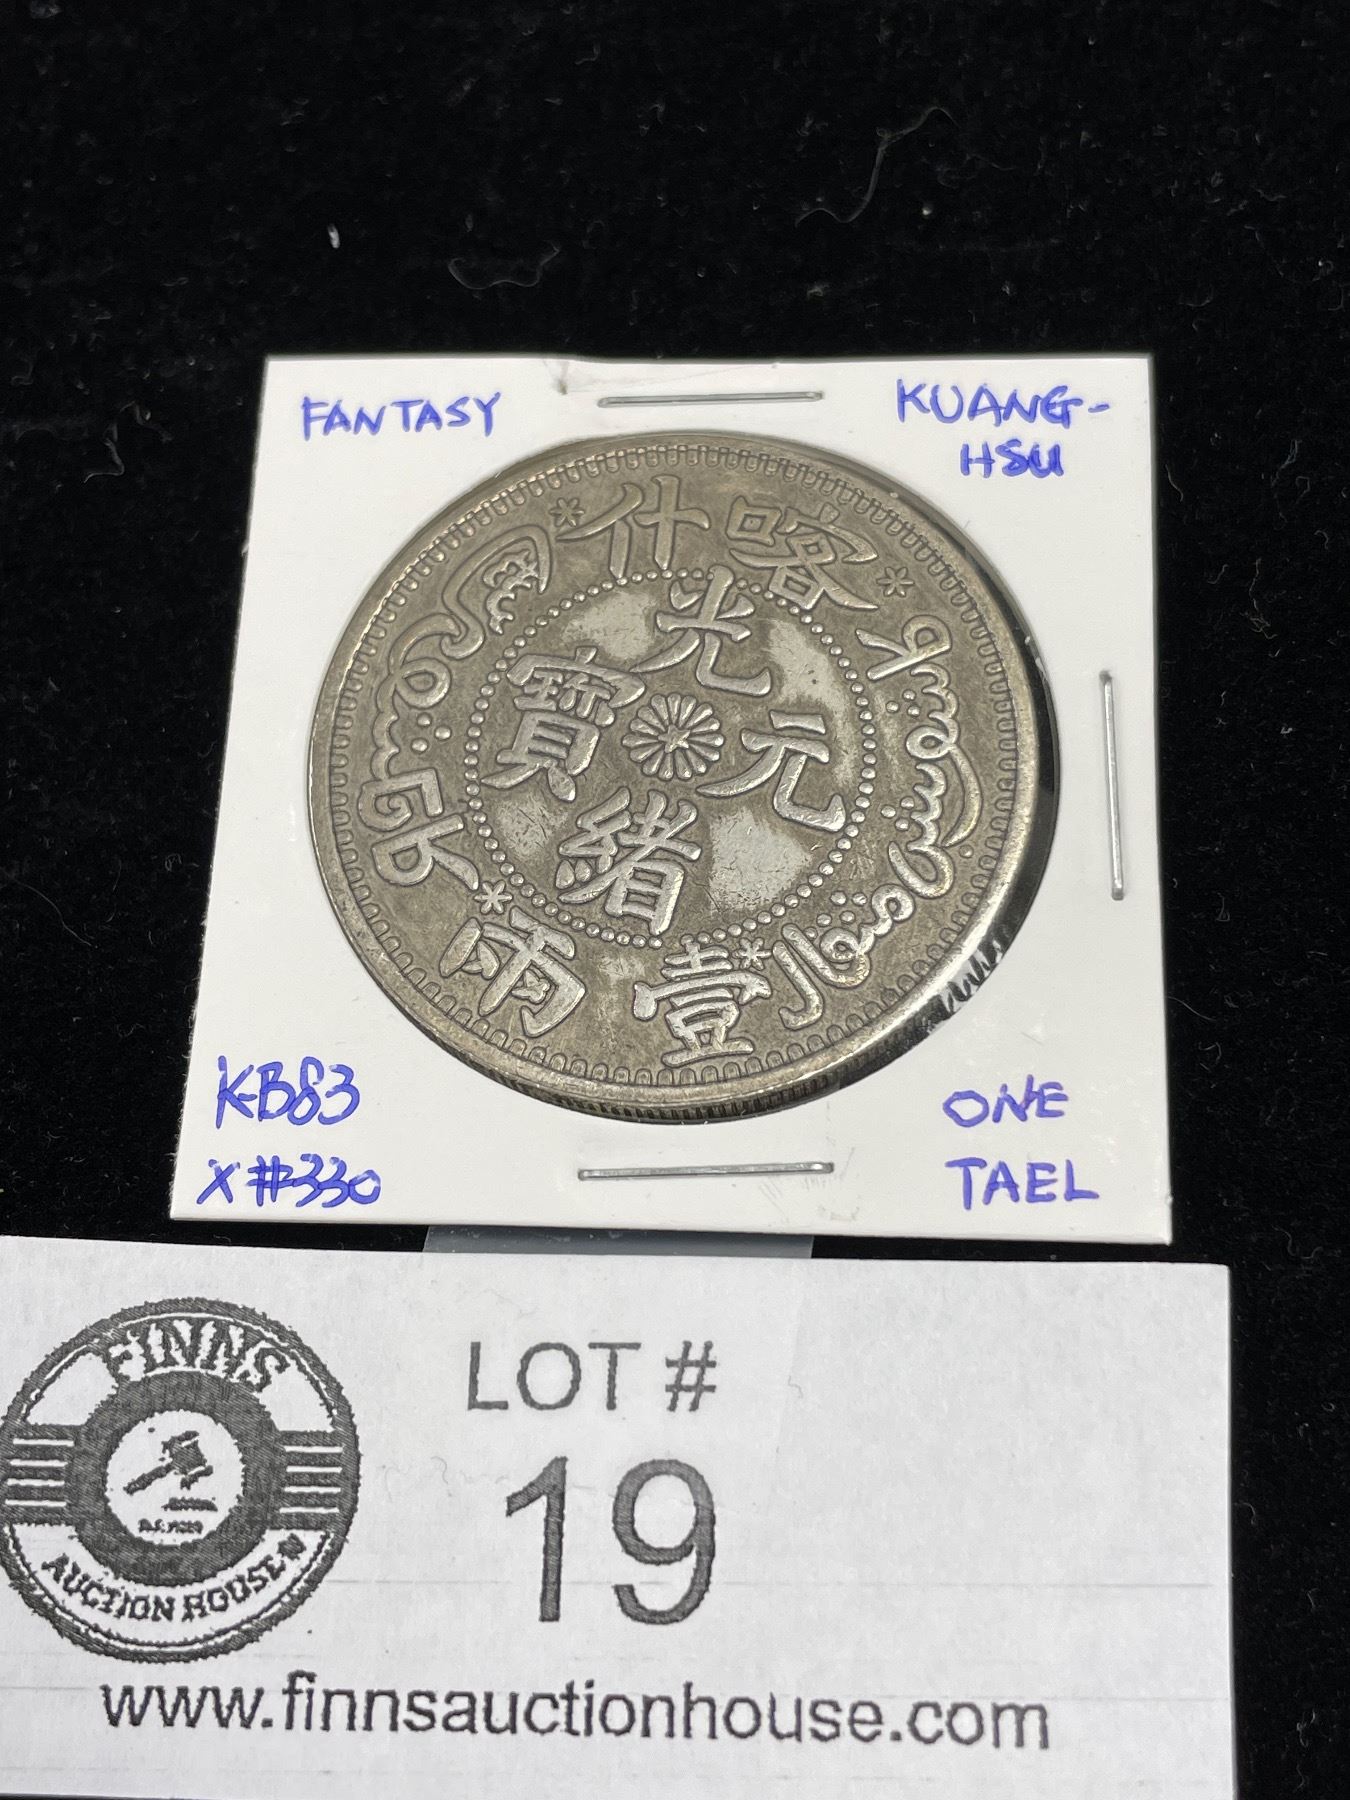 FANTASY
KUANG-
HSU
喀什
光緒元寶
壹兩
K-B83
X#330
ONE
TAEL
FINNS
AUCTION HOUSE
LOT #
19
www.finnsauctionhouse.com